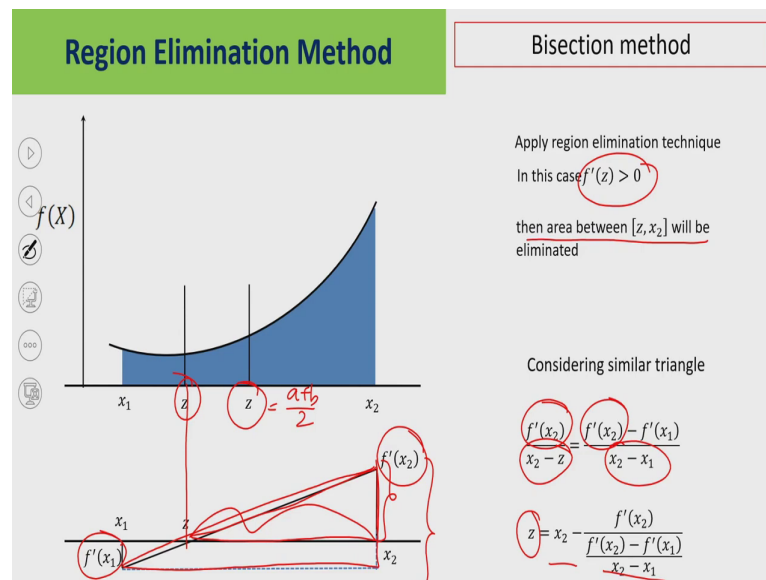 Region Elimination Method
Bisection method
Apply region elimination technique
In this case f'(z) > 0
then area between [z, x₂] will be
eliminated
f(X)
x₁ z z = a+b/2 x₂
Considering similar triangle
f'(x₂)/(x₂ − z) = (f'(x₂) − f'(x₁))/(x₂ − x₁)
f'(x₂)
x₁ z
f'(x₁) x₂
z = x₂ − f'(x₂)/((f'(x₂) − f'(x₁))/(x₂ − x₁))